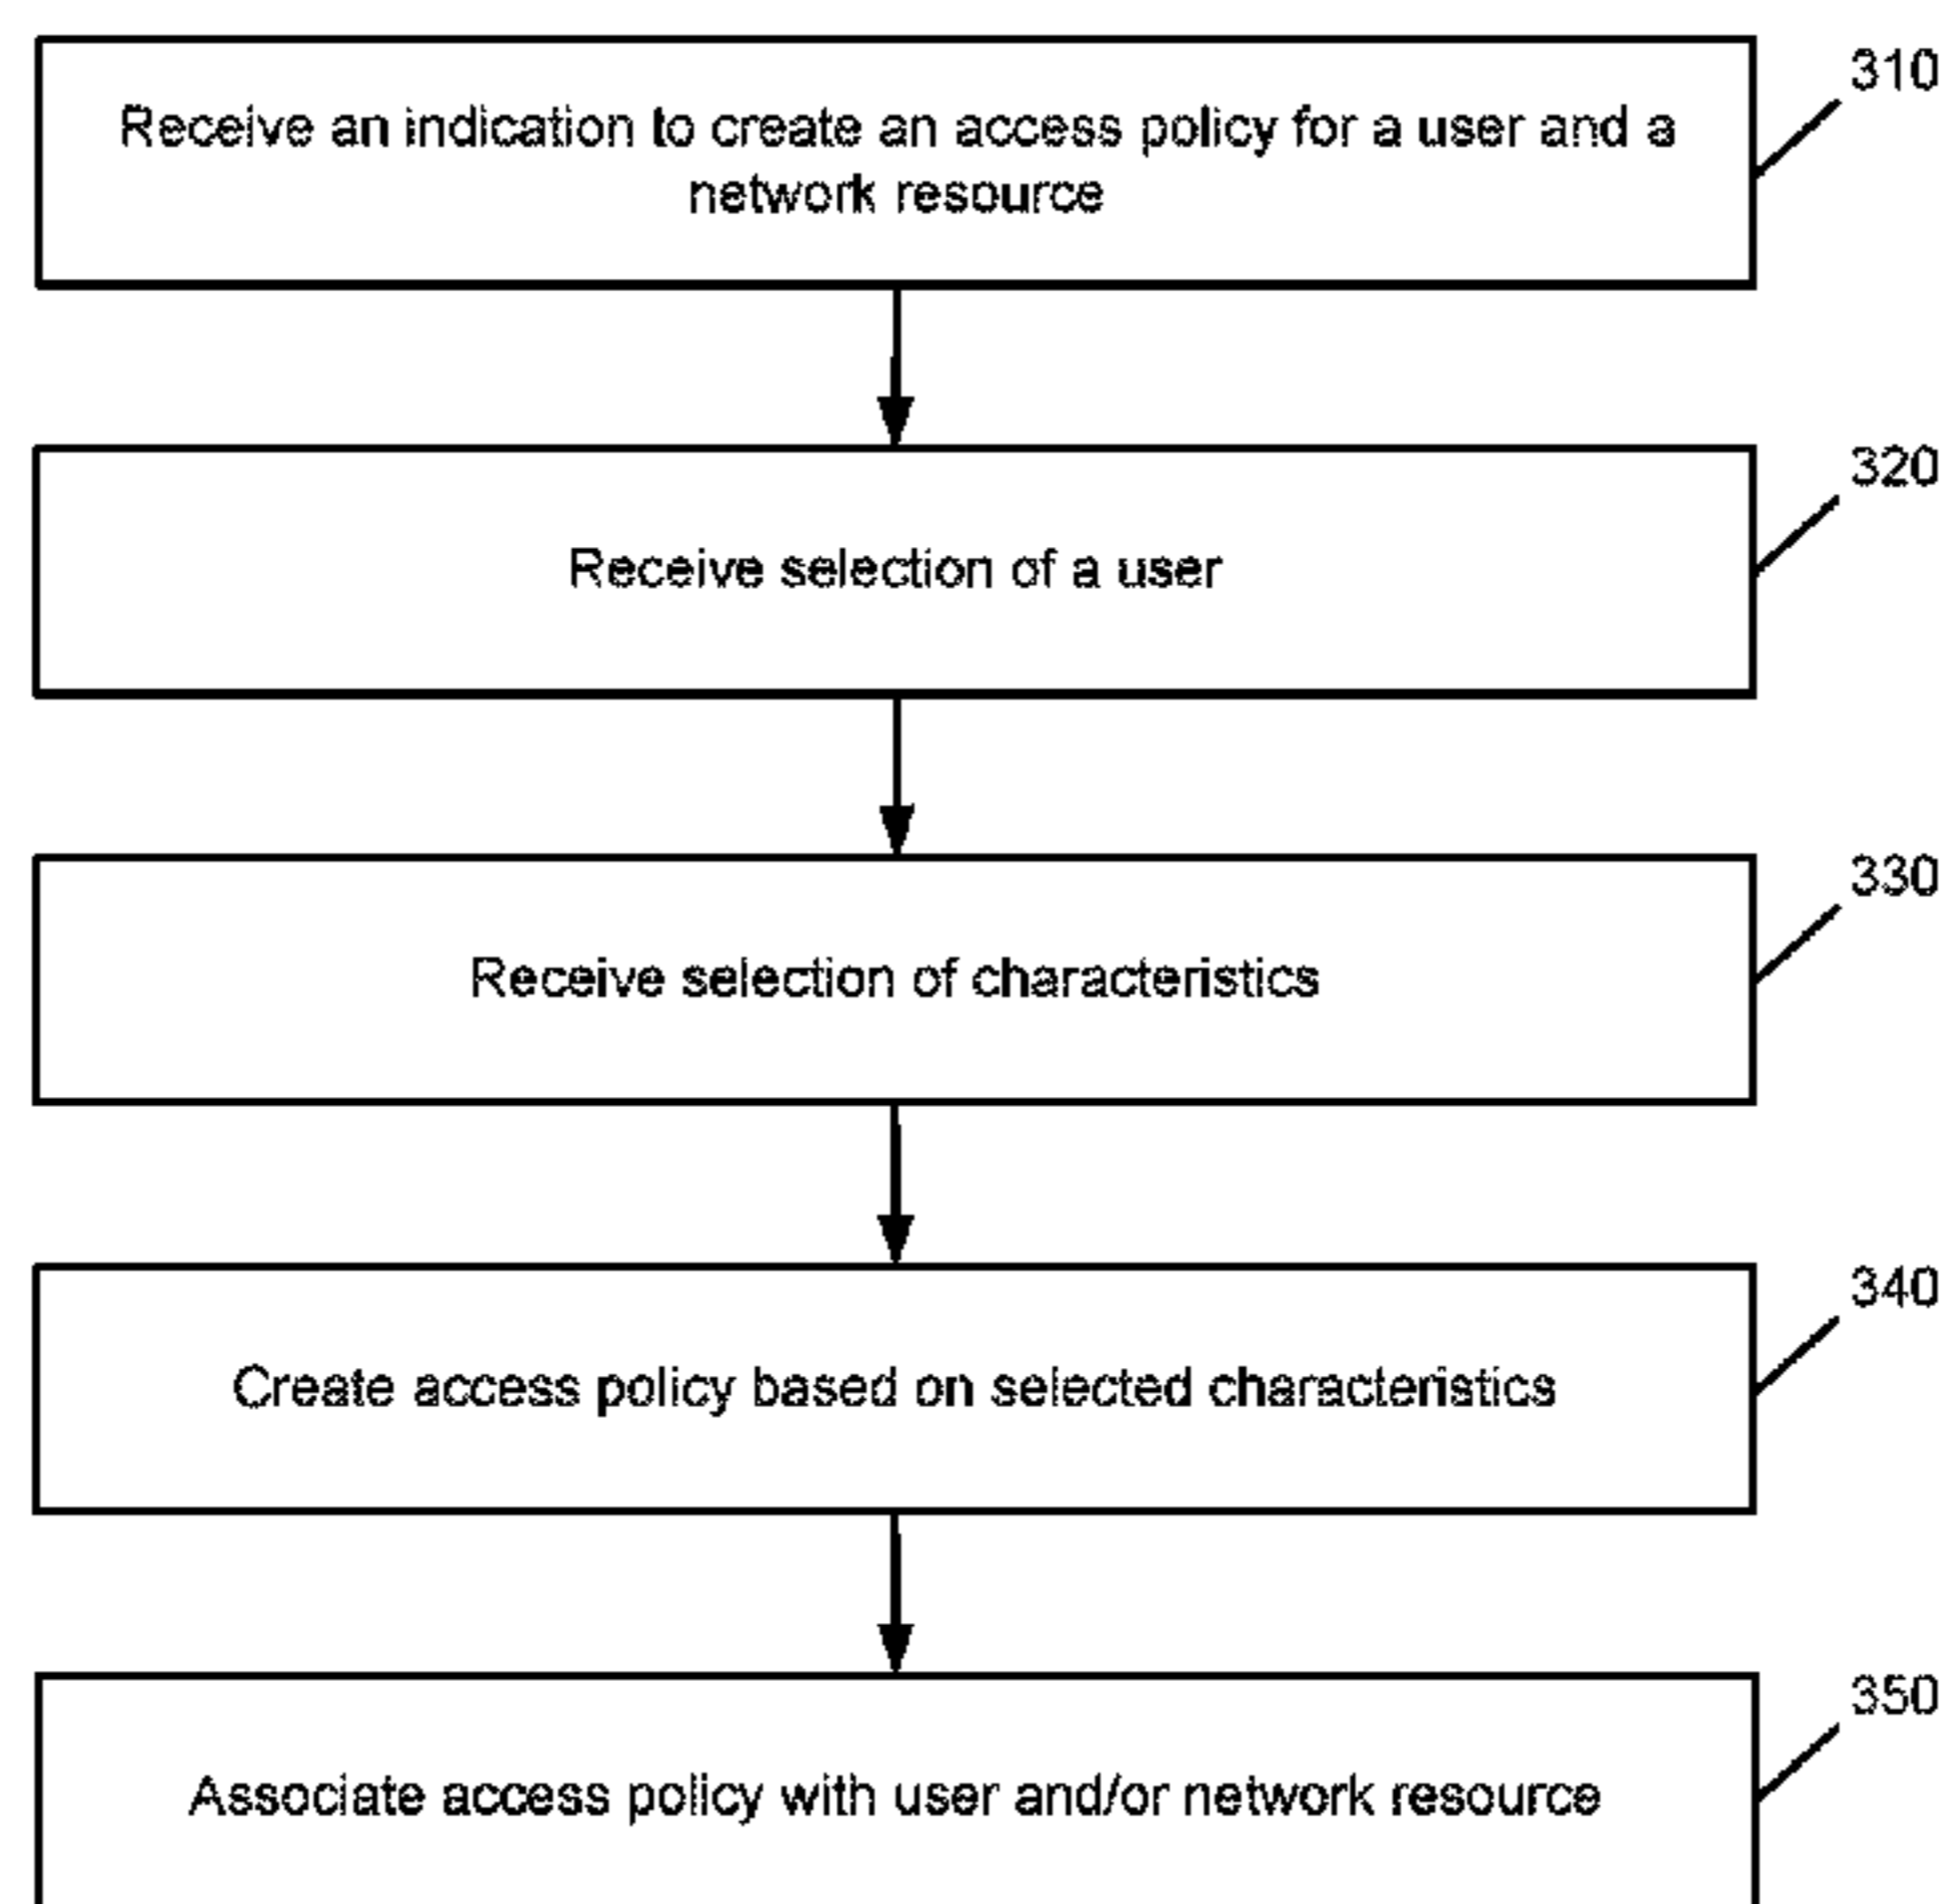 310
Receive an indication to create an access policy for a user and a
network resource
320
Receive selection of a user
330
Receive selection of characteristics
340
Create access policy based on selected characteristics
350
Associate access policy with user and/or network resource